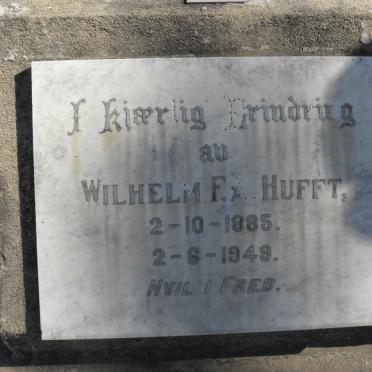 I kjærlig Erindring
av
WILHELM F.A. HUFFT,
2-10-1885.
2-6-1949.
HVIL I FRED.